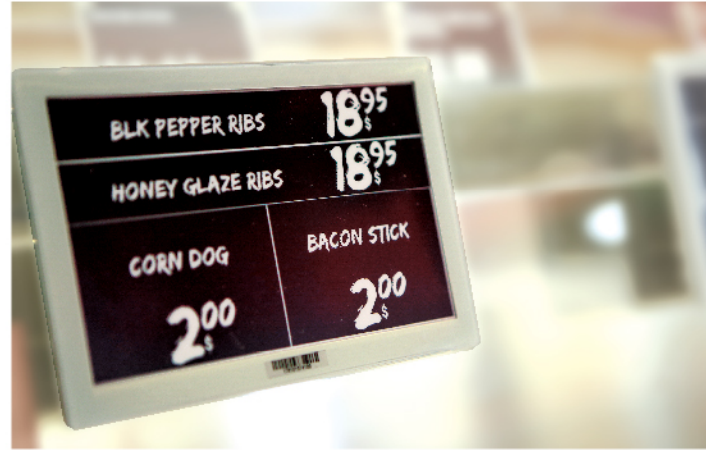 BLK PEPPER RIBS 18 95 $
HONEY GLAZE RIBS 18 95 $
CORN DOG
2 00 $
BACON STICK
2 00 $